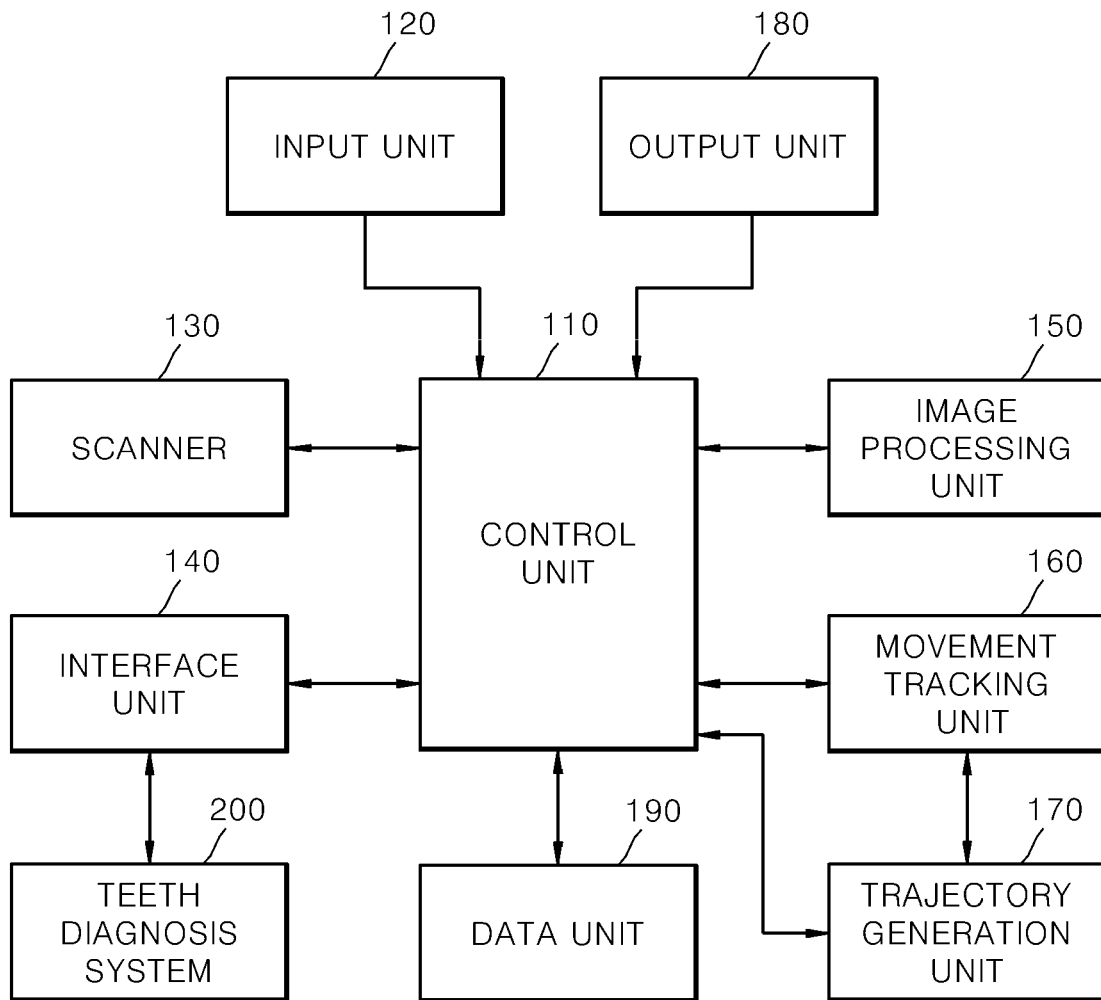 120
180
INPUT UNIT
OUTPUT UNIT
130
110
150
SCANNER
IMAGE
PROCESSING
UNIT
CONTROL
UNIT
140
160
INTERFACE
UNIT
MOVEMENT
TRACKING
UNIT
200
190
170
TEETH
DIAGNOSIS
SYSTEM
DATA UNIT
TRAJECTORY
GENERATION
UNIT